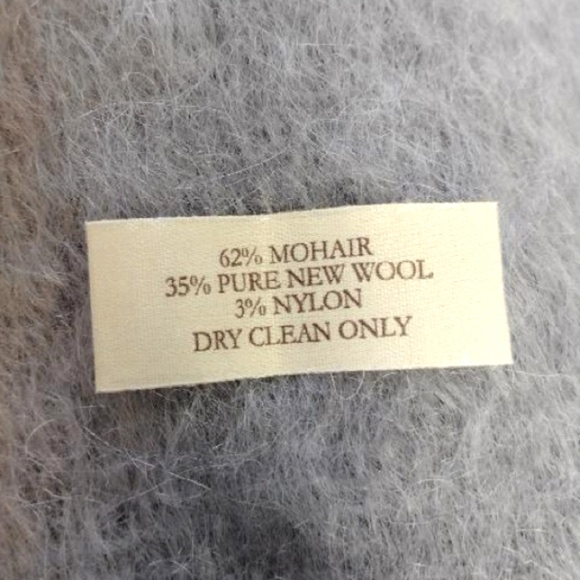 62% MOHAIR
35% PURE NEW WOOL
3% NYLON
DRY CLEAN ONLY